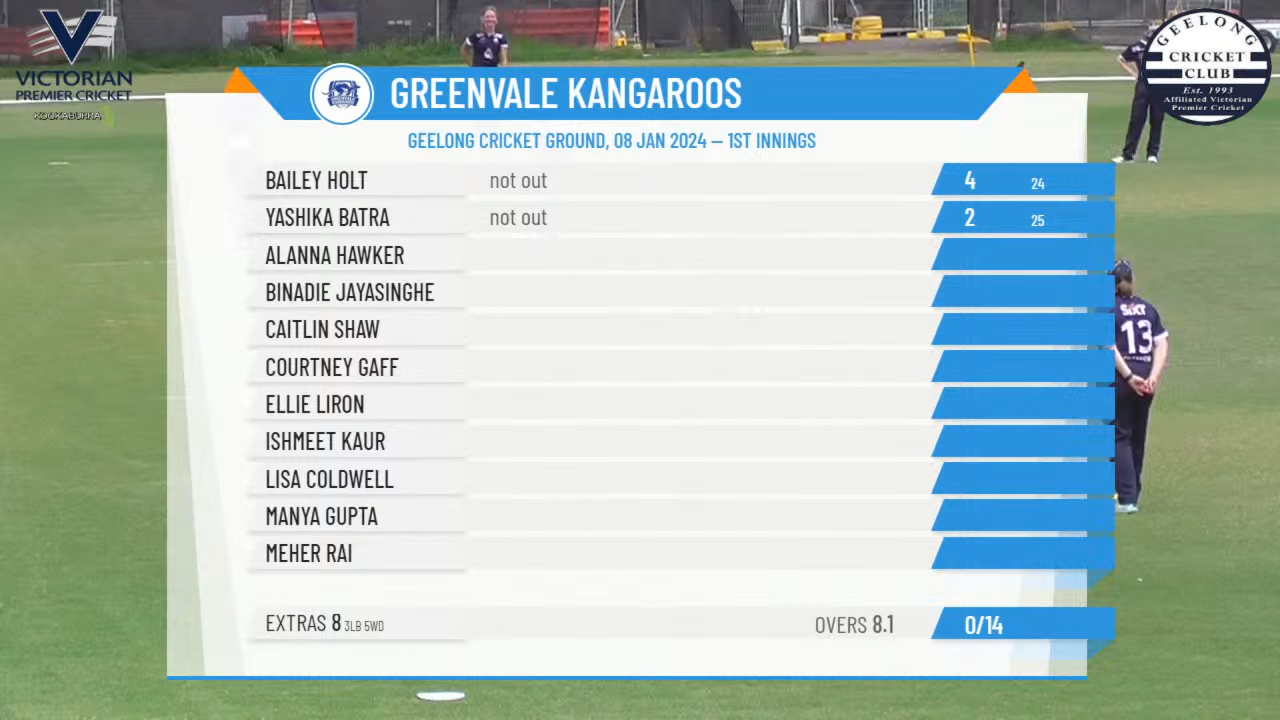 VICTORIAN
PREMIER CRICKET
KOOKABURRA
GEELONG
CRICKET
CLUB
Est. 1993
Affiliated Victorian
Premier Cricket
GREENVALE KANGAROOS
GEELONG CRICKET GROUND, 08 JAN 2024 – 1ST INNINGS
BAILEY HOLT not out 4 24
YASHIKA BATRA not out 2 25
ALANNA HAWKER
BINADIE JAYASINGHE
CAITLIN SHAW
COURTNEY GAFF
ELLIE LIRON
ISHMEET KAUR
LISA COLDWELL
MANYA GUPTA
MEHER RAI
EXTRAS 8 3LB 5WD OVERS 8.1 0/14
13